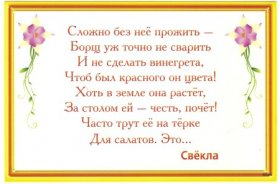 Сложно без неё прожить –
Борщ уж точно не сварить
И не сделать винегрета,
Чтоб был красного он цвета!
Хоть в земле она растёт,
За столом ей – честь, почёт!
Часто трут её на тёрке
Для салатов. Это...
Свёкла